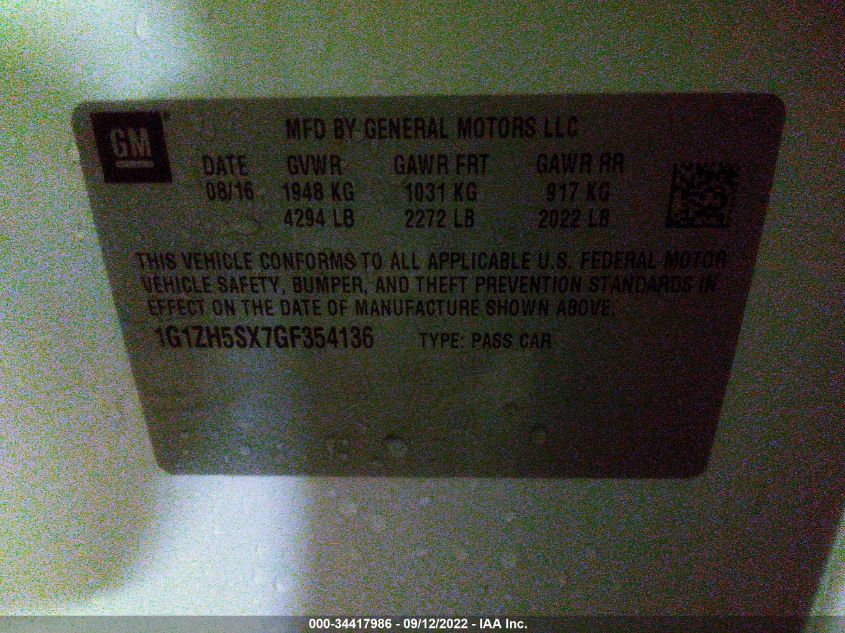 GM ® MFD BY GENERAL MOTORS LLC
DATE GVWR GAWR FRT GAWR RR
08/16 1948 KG 1031 KG 917 KG
4294 LB 2272 LB 2022 LB
THIS VEHICLE CONFORMS TO ALL APPLICABLE U.S. FEDERAL MOTOR
VEHICLE SAFETY, BUMPER, AND THEFT PREVENTION STANDARDS IN
EFFECT ON THE DATE OF MANUFACTURE SHOWN ABOVE.
1G1ZH5SX7GF354136 TYPE: PASS CAR
000-34417986 - 09/12/2022 - IAA Inc.